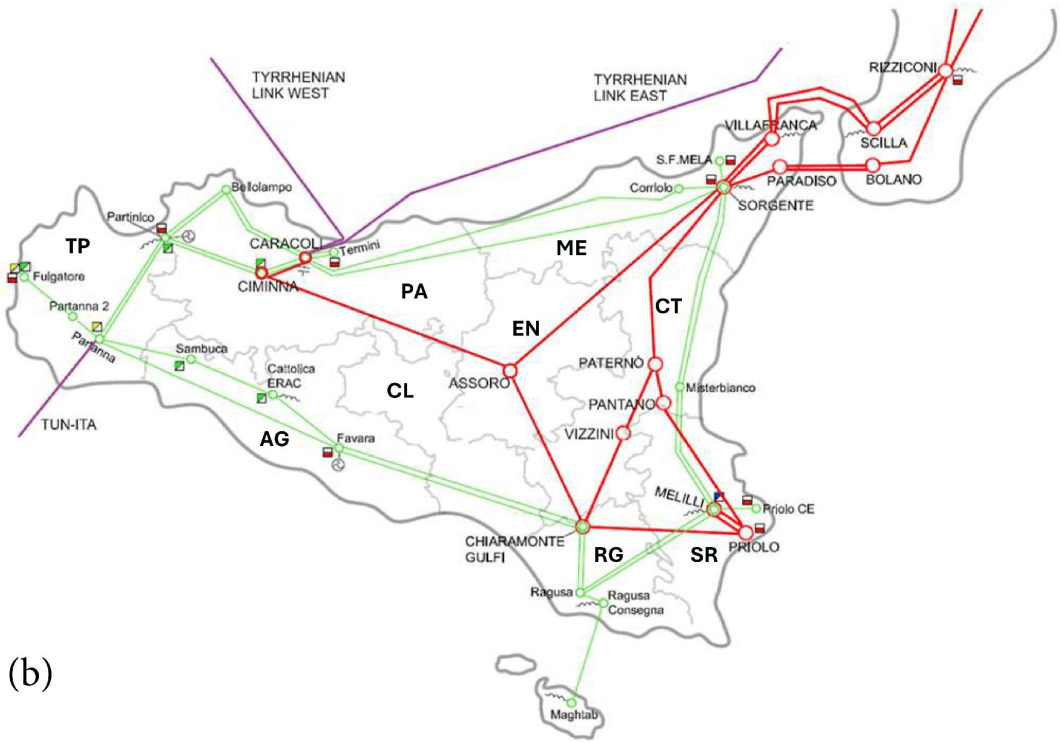 TYRRHENIAN
LINK WEST
TYRRHENIAN
LINK EAST
RIZZICONI
VILLAFRANCA
SCILLA
S.F.MELA
PARADISO
BOLANO
Corriolo
SORGENTE
Bellolampo
Partinico
TP
CARACOLI
Termini
ME
Fulgatore
CIMINNA
PA
Partanna 2
CT
EN
Partanna
Sambuca
PATERNÒ
Cattolica
ERAC
ASSORO
CL
Misterbianco
PANTANO
TUN-ITA
AG
Favara
VIZZINI
MELILLI
Priolo CE
CHIARAMONTE
GULFI
RG
SR
PRIOLO
Ragusa
Ragusa
Consegna
(b)
Maghtab